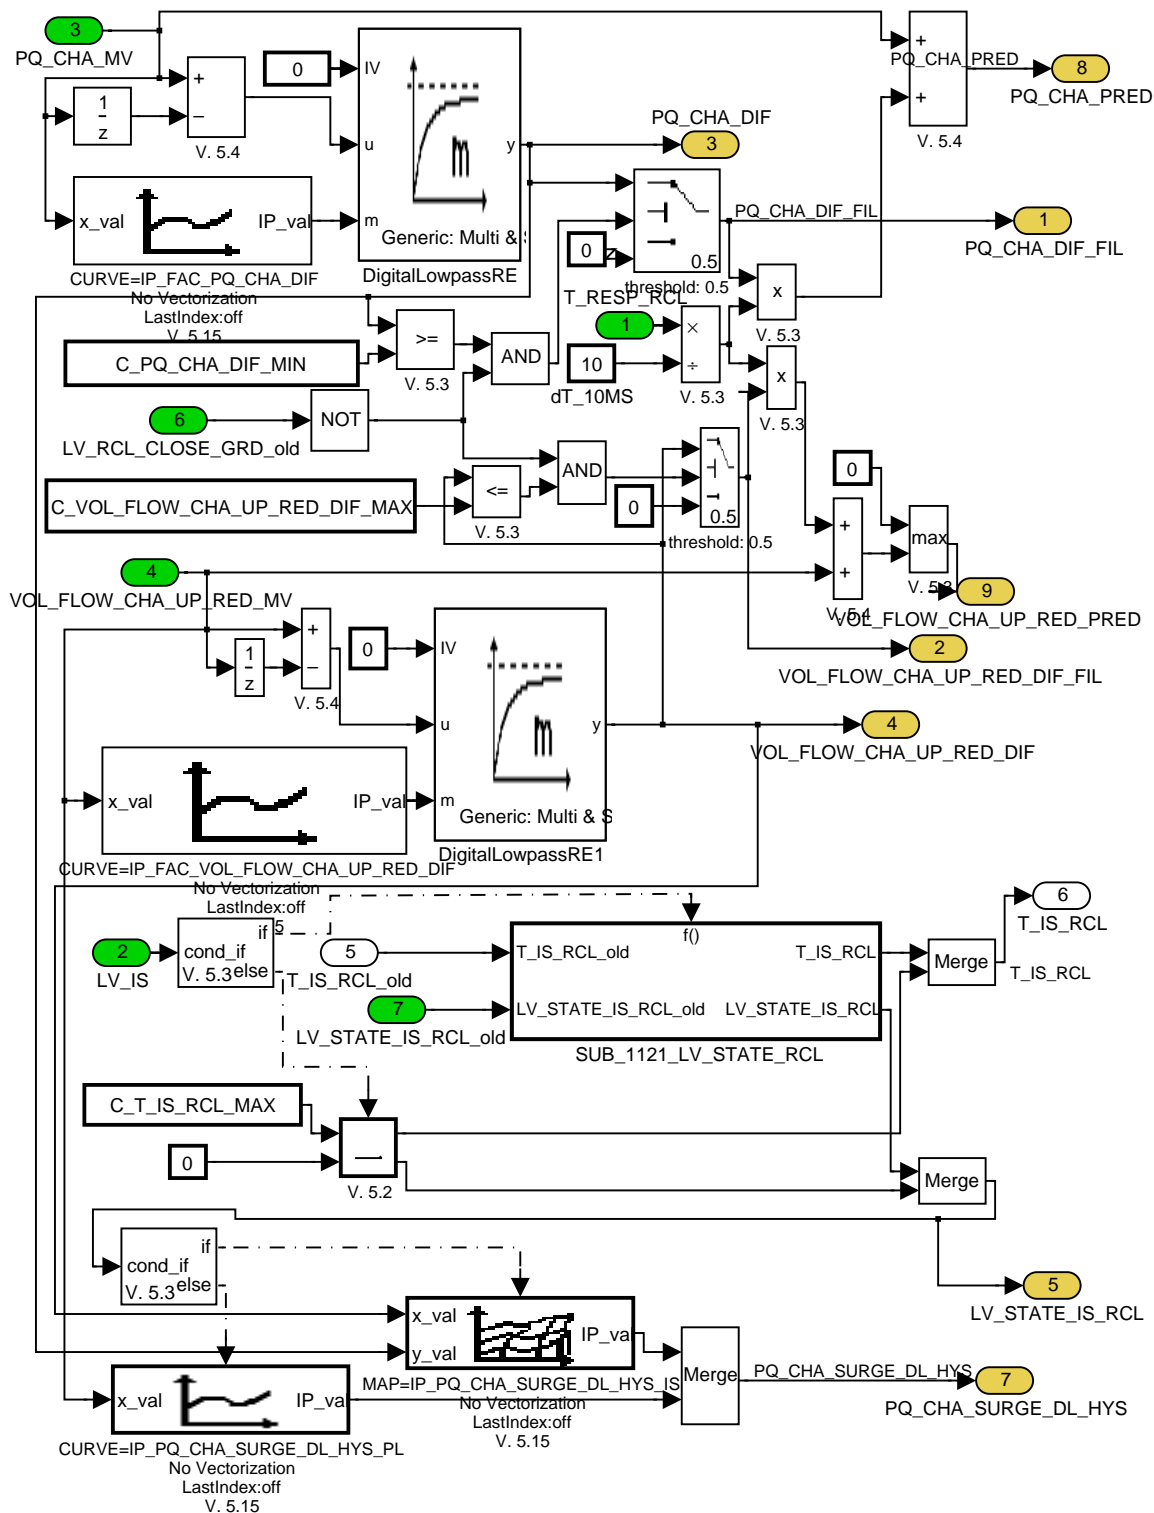 3
PQ_CHA_MV
1
z
+
−
V. 5.4
0
IV
u
m
y
Generic: Multi &
DigitalLowpassRE
x_val
IP_val
CURVE=IP_FAC_PQ_CHA_DIF
No Vectorization
LastIndex:off
V. 5.15
PQ_CHA_DIF
3
+
+
PQ_CHA_PRED
V. 5.4
8
PQ_CHA_PRED
0
0.5
threshold: 0.5
PQ_CHA_DIF_FIL
1
PQ_CHA_DIF_FIL
T_RESP_RCL
1
10
dT_10MS
×
÷
V. 5.3
x
V. 5.3
x
V. 5.3
C_PQ_CHA_DIF_MIN
>=
V. 5.3
AND
6
LV_RCL_CLOSE_GRD_old
NOT
C_VOL_FLOW_CHA_UP_RED_DIF_MAX
<=
V. 5.3
AND
0
0.5
threshold: 0.5
0
+
+
V. 5.4
max
V. 5.3
9
VOL_FLOW_CHA_UP_RED_PRED
2
VOL_FLOW_CHA_UP_RED_DIF_FIL
4
VOL_FLOW_CHA_UP_RED_MV
1
z
+
−
V. 5.4
0
IV
u
m
y
Generic: Multi & S
DigitalLowpassRE1
4
VOL_FLOW_CHA_UP_RED_DIF
x_val
IP_val
CURVE=IP_FAC_VOL_FLOW_CHA_UP_RED_DIF
No Vectorization
LastIndex:off
5
2
LV_IS
if
cond_if
V. 5.3
else
5
T_IS_RCL_old
7
LV_STATE_IS_RCL_old
f()
T_IS_RCL_old
T_IS_RCL
LV_STATE_IS_RCL_old
LV_STATE_IS_RCL
SUB_1121_LV_STATE_RCL
Merge
T_IS_RCL
6
T_IS_RCL
C_T_IS_RCL_MAX
0
V. 5.2
Merge
if
cond_if
V. 5.3
else
5
LV_STATE_IS_RCL
x_val
y_val
IP_val
MAP=IP_PQ_CHA_SURGE_DL_HYS_IS
No Vectorization
LastIndex:off
V. 5.15
x_val
IP_val
CURVE=IP_PQ_CHA_SURGE_DL_HYS_PL
No Vectorization
LastIndex:off
V. 5.15
Merge
PQ_CHA_SURGE_DL_HYS
7
PQ_CHA_SURGE_DL_HYS